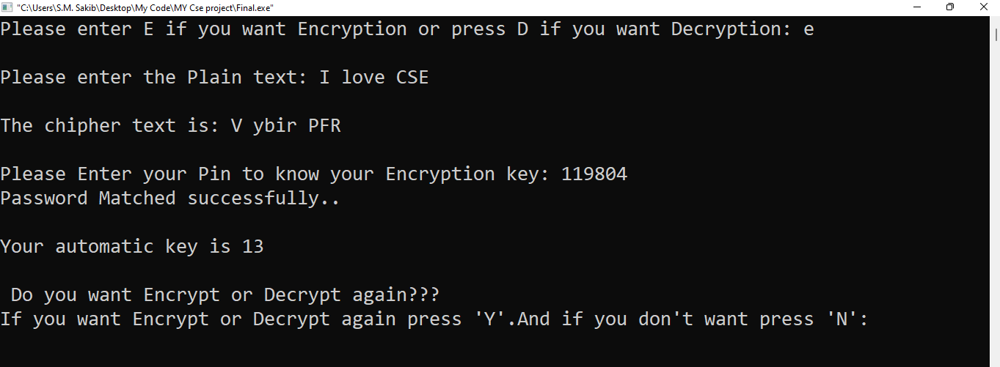 "C:\Users\S.M. Sakib\Desktop\My Code\MY Cse project\Final.exe"
Please enter E if you want Encryption or press D if you want Decryption: e
Please enter the Plain text: I love CSE
The chipher text is: V ybir PFR
Please Enter your Pin to know your Encryption key: 119804
Password Matched successfully..
Your automatic key is 13
Do you want Encrypt or Decrypt again???
If you want Encrypt or Decrypt again press 'Y'.And if you don't want press 'N':